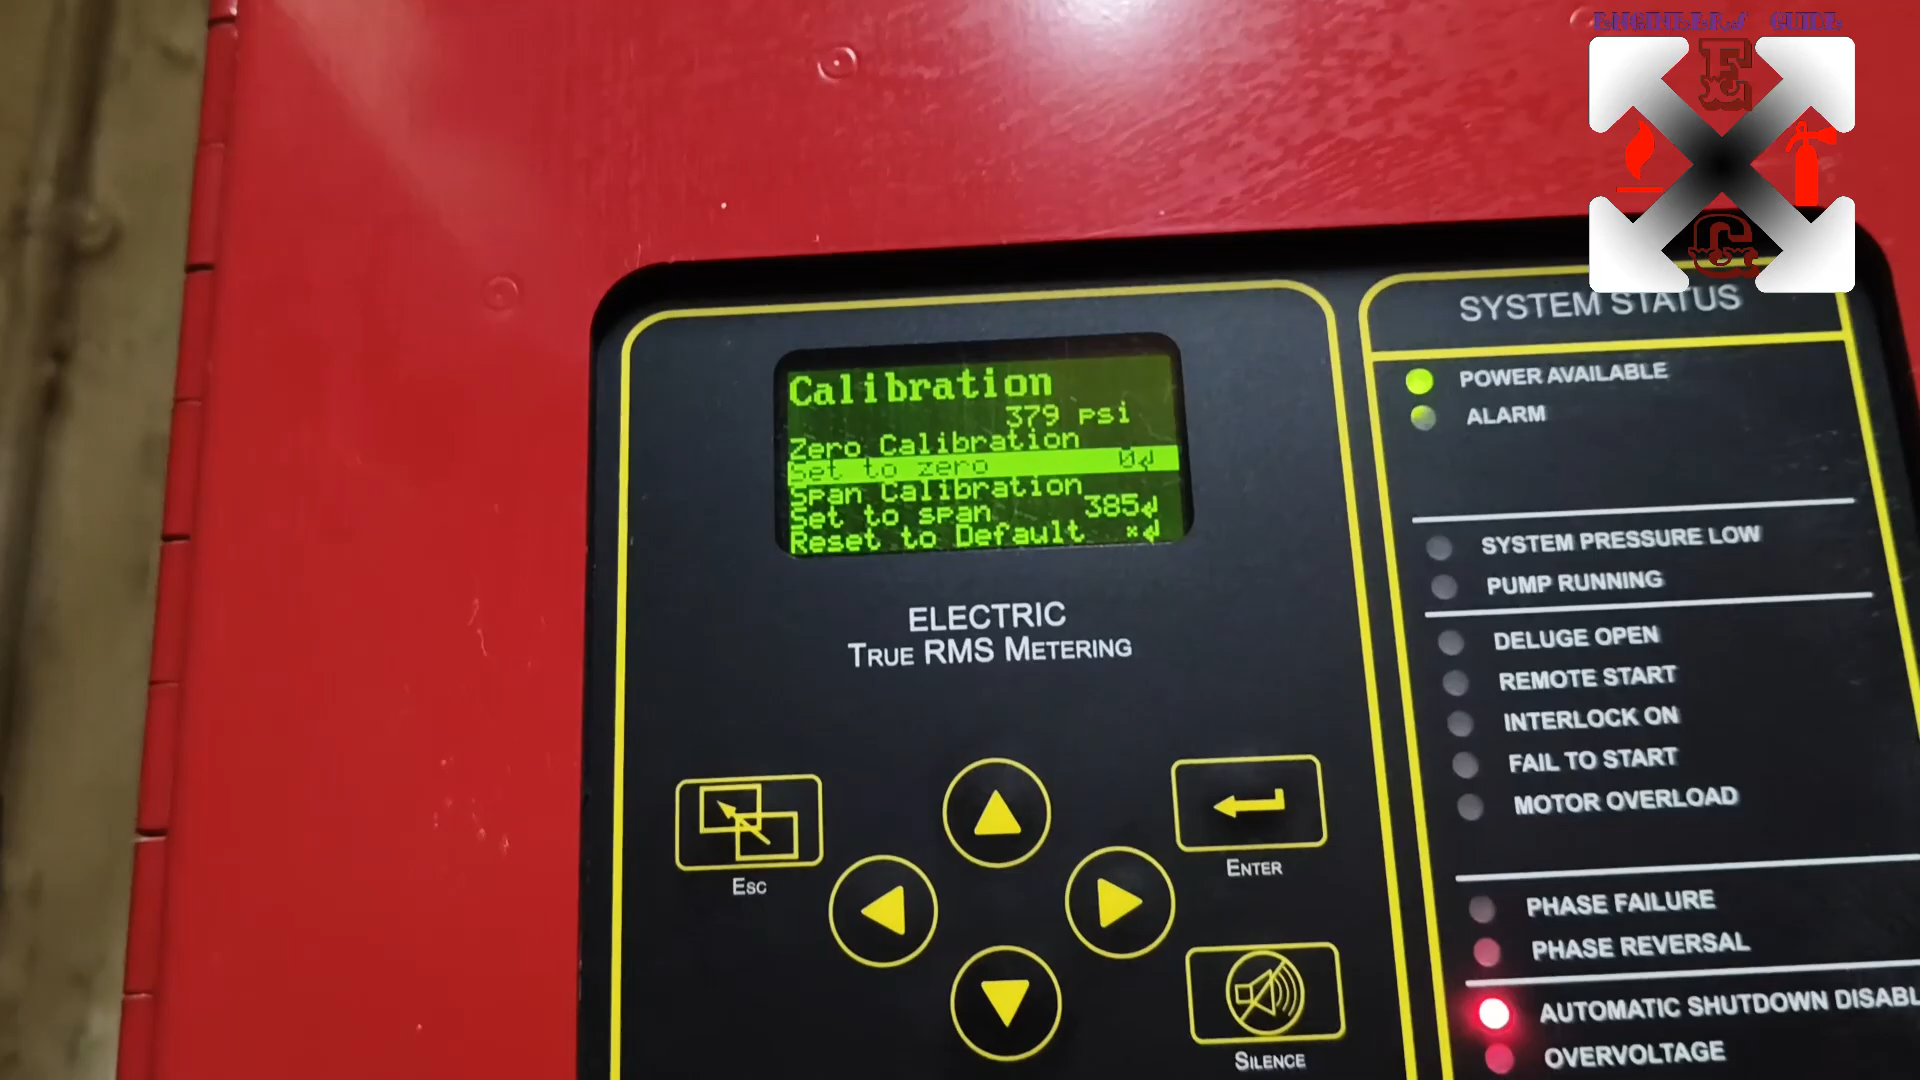 ENGINEERS GUIDE
E
G
Calibration
379 psi
Zero Calibration
Set to zero 0↵
Span Calibration
Set to span 385↵
Reset to Default ×↵
ELECTRIC
TRUE RMS METERING
ESC
ENTER
SILENCE
SYSTEM STATUS
POWER AVAILABLE
ALARM
SYSTEM PRESSURE LOW
PUMP RUNNING
DELUGE OPEN
REMOTE START
INTERLOCK ON
FAIL TO START
MOTOR OVERLOAD
PHASE FAILURE
PHASE REVERSAL
AUTOMATIC SHUTDOWN DISABL
OVERVOLTAGE